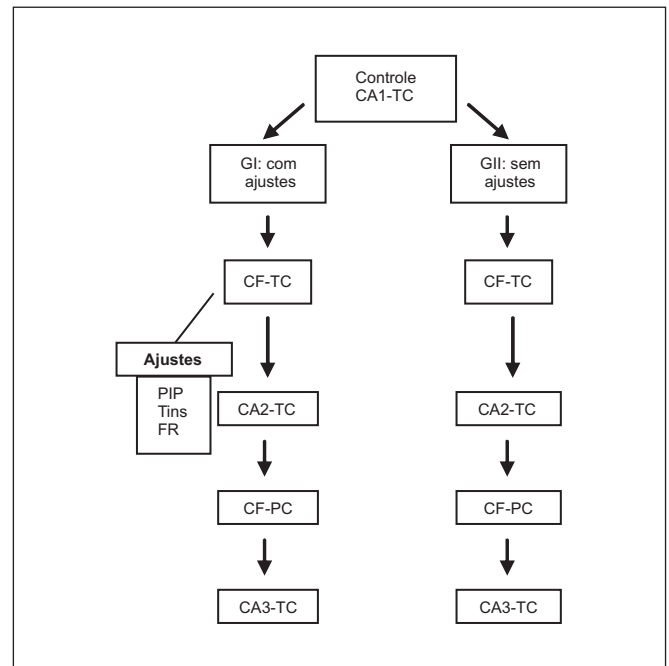 Controle
CA1-TC
GI: com
ajustes
GII: sem
ajustes
CF-TC
CF-TC
Ajustes
PIP
Tins
FR
CA2-TC
CA2-TC
CF-PC
CF-PC
CA3-TC
CA3-TC